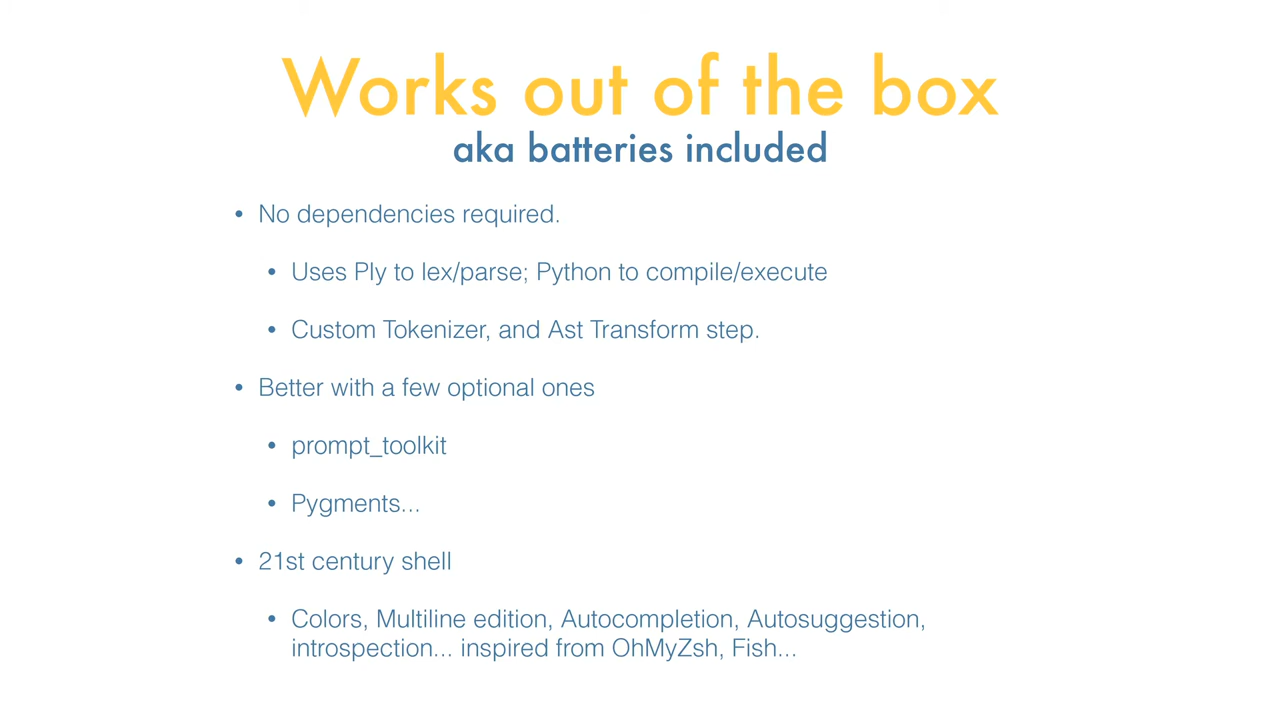 Works out of the box
aka batteries included
• No dependencies required.
• Uses Ply to lex/parse; Python to compile/execute
• Custom Tokenizer, and Ast Transform step.
• Better with a few optional ones
• prompt_toolkit
• Pygments...
• 21st century shell
• Colors, Multiline edition, Autocompletion, Autosuggestion,
introspection... inspired from OhMyZsh, Fish...